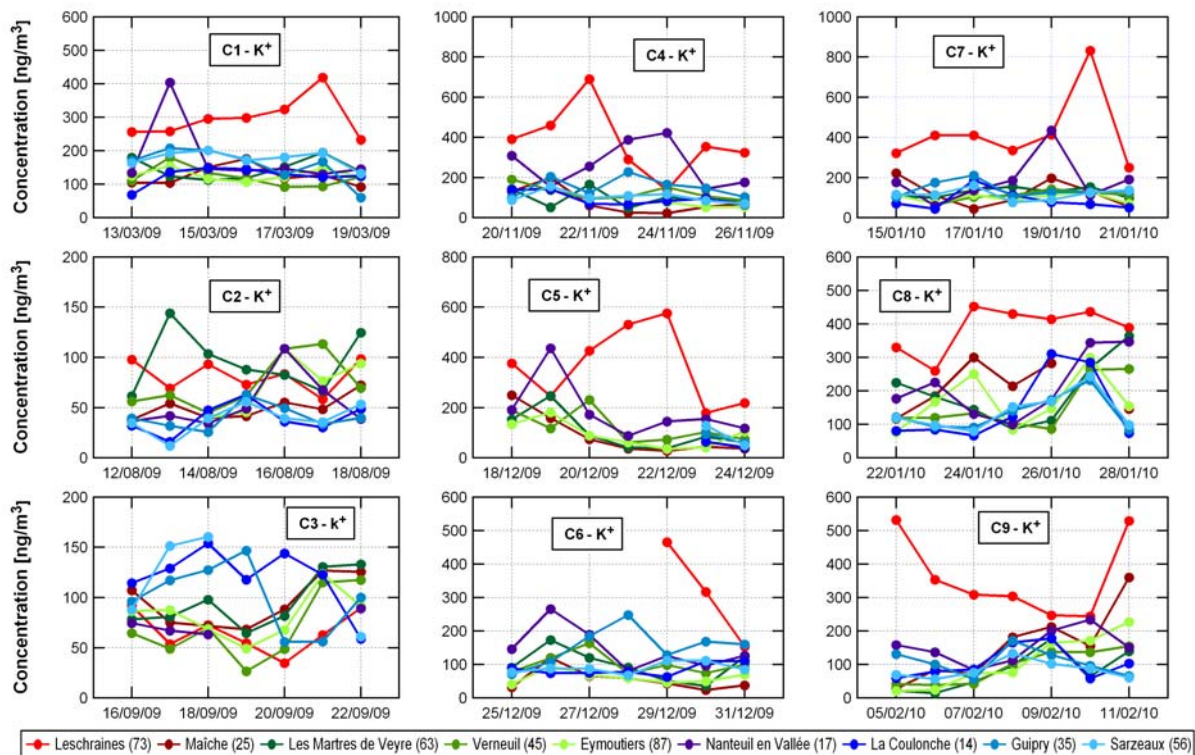 Concentration [ng/m³]
600
500
400
300
200
100
0
C1 - K⁺
13/03/09 15/03/09 17/03/09 19/03/09
1000
800
600
400
200
0
C4 - K⁺
20/11/09 22/11/09 24/11/09 26/11/09
1000
800
600
400
200
0
C7 - K⁺
15/01/10 17/01/10 19/01/10 21/01/10
Concentration [ng/m³]
200
150
100
50
0
C2 - K⁺
12/08/09 14/08/09 16/08/09 18/08/09
800
600
400
200
0
C5 - K⁺
18/12/09 20/12/09 22/12/09 24/12/09
600
500
400
300
200
100
0
C8 - K⁺
22/01/10 24/01/10 26/01/10 28/01/10
Concentration [ng/m³]
200
150
100
50
0
C3 - k⁺
16/09/09 18/09/09 20/09/09 22/09/09
600
500
400
300
200
100
0
C6 - K⁺
25/12/09 27/12/09 29/12/09 31/12/09
600
500
400
300
200
100
0
C9 - K⁺
05/02/10 07/02/10 09/02/10 11/02/10
Leschraines (73) Maîche (25) Les Martres de Veyre (63) Verneuil (45) Eymoutiers (87) Nanteuil en Vallée (17) La Coulonche (14) Guipry (35) Sarzeaux (56)